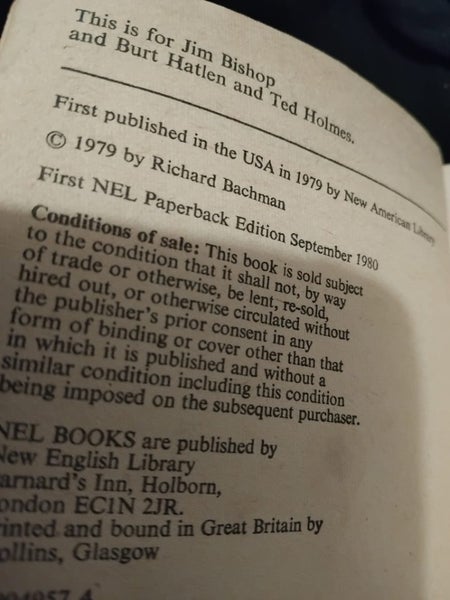 This is for Jim Bishop
and Burt Hatlen and Ted Holmes.
First published in the USA in 1979 by New American Library
© 1979 by Richard Bachman
First NEL Paperback Edition September 1980
Conditions of sale: This book is sold subject
to the condition that it shall not, by way
of trade or otherwise, be lent, re-sold,
hired out, or otherwise circulated without
the publisher's prior consent in any
form of binding or cover other than that
in which it is published and without a
similar condition including this condition
being imposed on the subsequent purchaser.
NEL BOOKS are published by
New English Library
arnard's Inn, Holborn,
ondon EC1N 2JR.
rinted and bound in Great Britain by
ollins, Glasgow